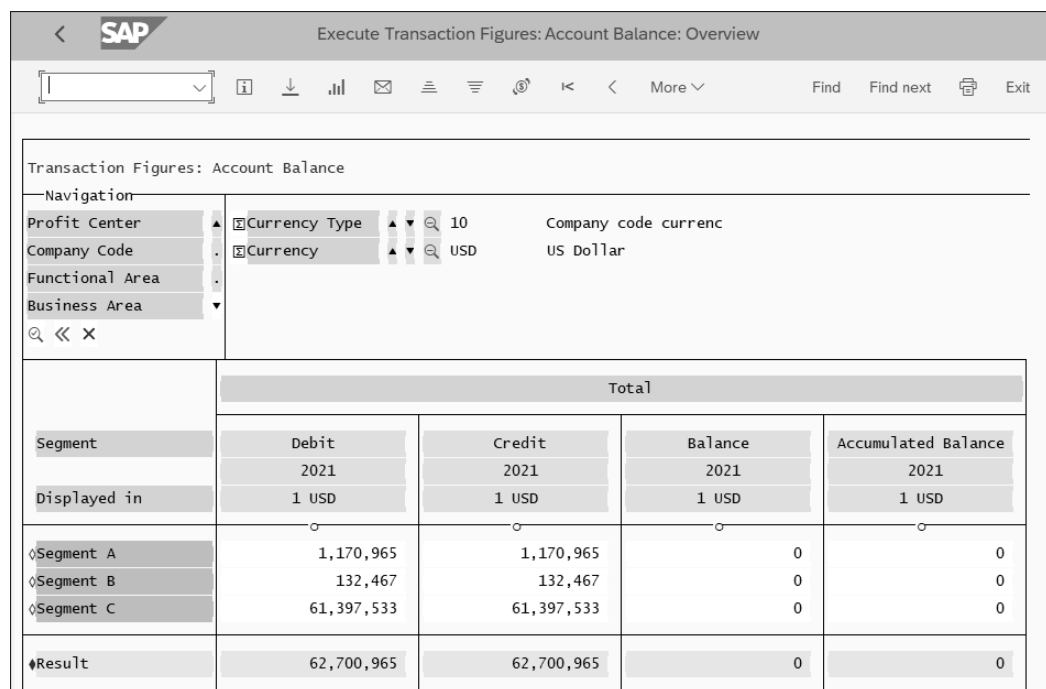 SAP Execute Transaction Figures: Account Balance: Overview
More Find Find next Exit
Transaction Figures: Account Balance
Navigation
Profit Center Currency Type 10 Company code currenc
Company Code Currency USD US Dollar
Functional Area
Business Area
Total
Segment Debit Credit Balance Accumulated Balance
2021 2021 2021 2021
Displayed in 1 USD 1 USD 1 USD 1 USD
Segment A 1,170,965 1,170,965 0 0
Segment B 132,467 132,467 0 0
Segment C 61,397,533 61,397,533 0 0
Result 62,700,965 62,700,965 0 0